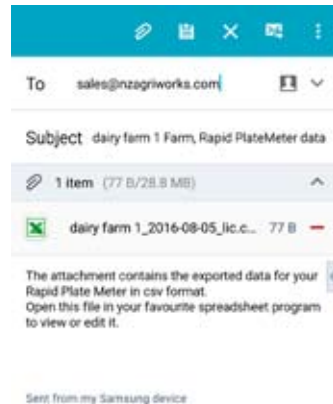 To sales@nzagriworks.com
Subject dairy farm 1 Farm, Rapid PlateMeter data
1 item (77 B/28.8 MB)
dairy farm 1_2016-08-05_lic.c... 77 B
The attachment contains the exported data for your
Rapid Plate Meter in csv format.
Open this file in your favourite spreadsheet program
to view or edit it.
Sent from my Samsung device